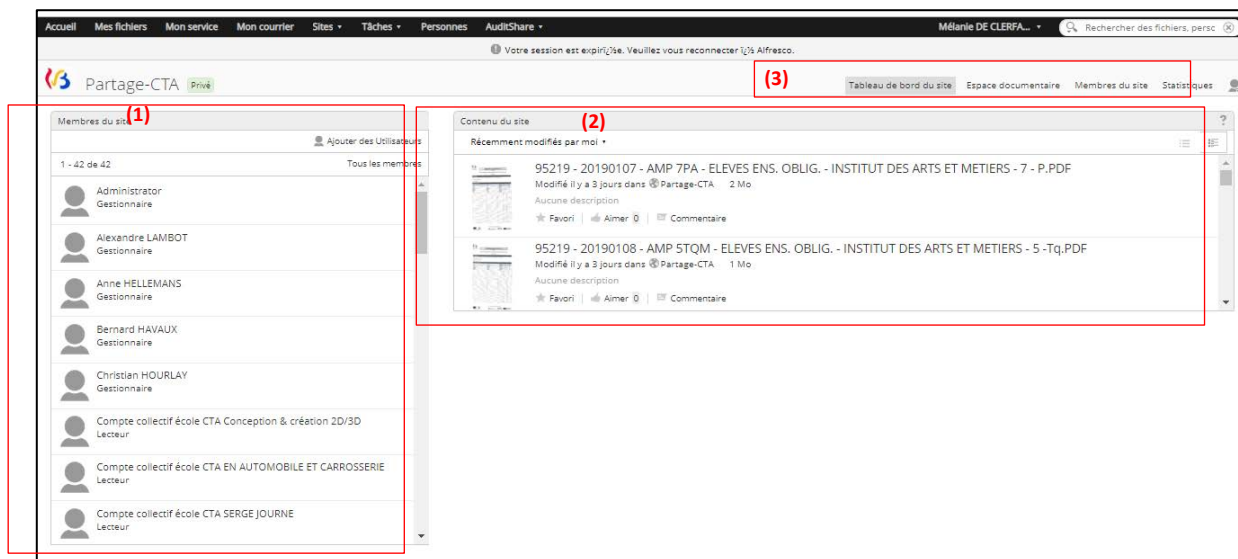 Accueil Mes fichiers Mon service Mon courrier Sites Tâches Personnes AuditShare Mélanie DE CLERFA... Rechercher des fichiers, persc
Votre session est expirï¿½e. Veuillez vous reconnecter ï¿½ Alfresco.
Partage-CTA Privé
(3)
Tableau de bord du site Espace documentaire Membres du site Statistiques
Membres du site
(1)
Ajouter des Utilisateurs
1 - 42 de 42 Tous les membres
Administrator
Gestionnaire
Alexandre LAMBOT
Gestionnaire
Anne HELLEMANS
Gestionnaire
Bernard HAVAUX
Gestionnaire
Christian HOURLAY
Gestionnaire
Compte collectif école CTA Conception & création 2D/3D
Lecteur
Compte collectif école CTA EN AUTOMOBILE ET CARROSSERIE
Lecteur
Compte collectif école CTA SERGE JOURNE
Lecteur
Contenu du site
(2)
?
Récemment modifiés par moi
95219 - 20190107 - AMP 7PA - ELEVES ENS. OBLIG. - INSTITUT DES ARTS ET METIERS - 7 - P.PDF
Modifié il y a 3 jours dans Partage-CTA 2 Mo
Aucune description
Favori | Aimer 0 | Commentaire
95219 - 20190108 - AMP 5TQM - ELEVES ENS. OBLIG. - INSTITUT DES ARTS ET METIERS - 5 -Tq.PDF
Modifié il y a 3 jours dans Partage-CTA 1 Mo
Aucune description
Favori | Aimer 0 | Commentaire